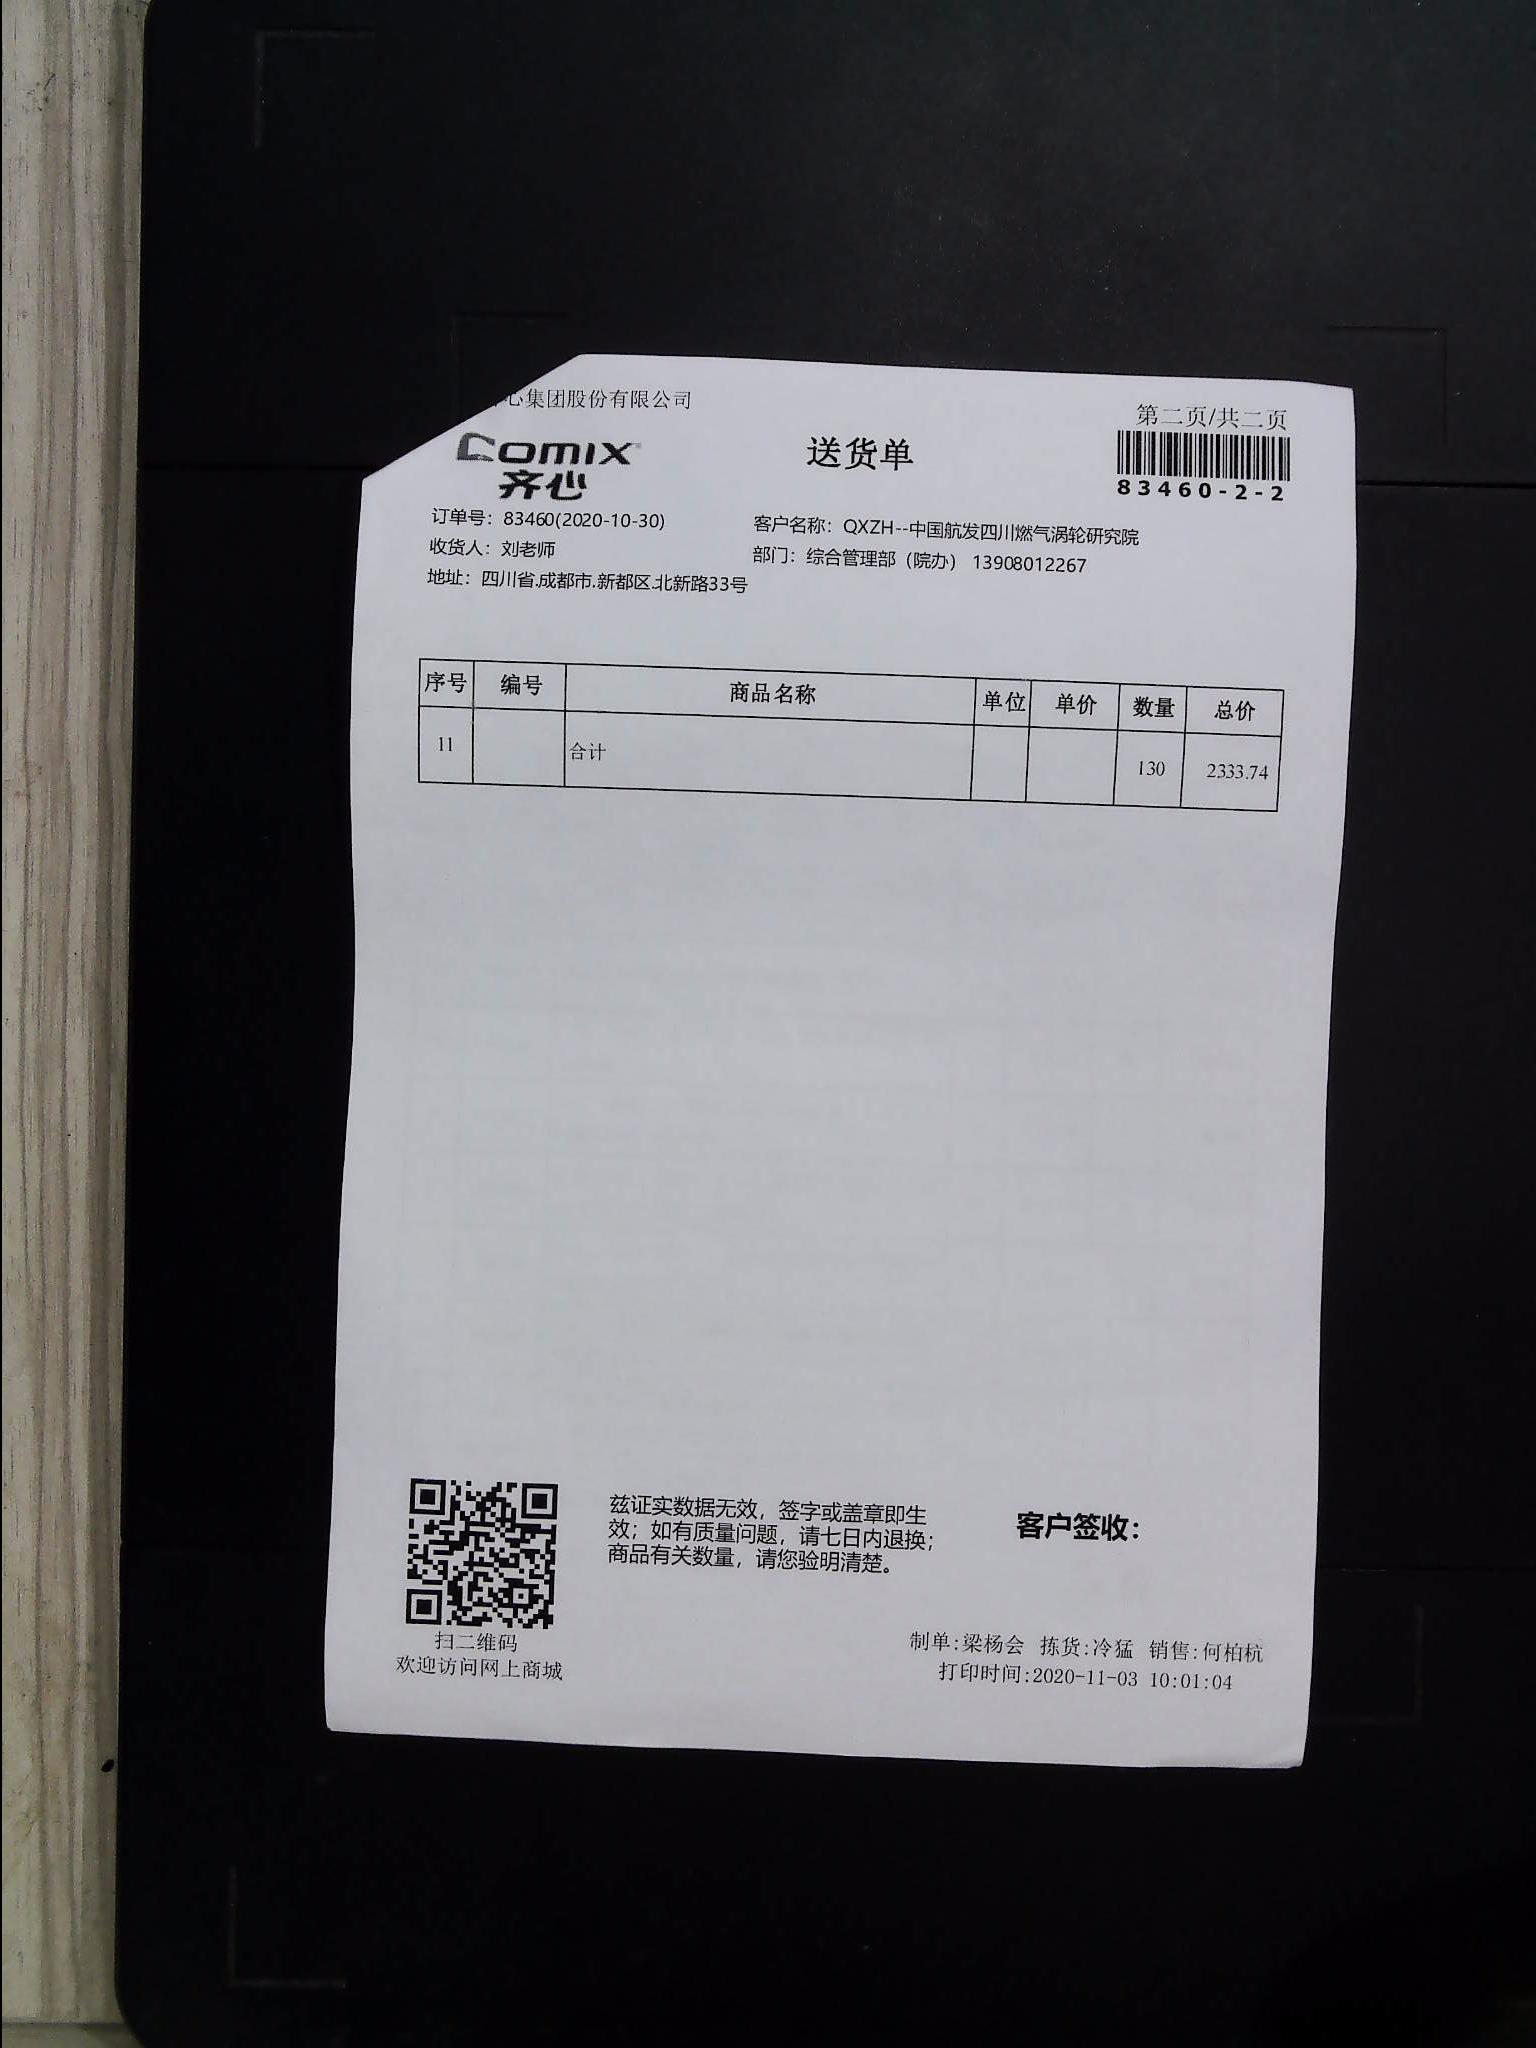 心集团股份有限公司
第二页/共二页
COMIX
齐心
送货单
83460-2-2
订单号：83460(2020-10-30)
客户名称：QXZH--中国航发四川燃气涡轮研究院
收货人：刘老师
部门：综合管理部（院办） 13908012267
地址：四川省.成都市.新都区.北新路33号
序号 编号 商品名称 单位 单价 数量 总价
11 合计 130 2333.74
兹证实数据无效，签字或盖章即生
效；如有质量问题，请七日内退换；
商品有关数量，请您验明清楚。
客户签收：
扫二维码
欢迎访问网上商城
制单:梁杨会 拣货:冷猛 销售:何柏杭
打印时间:2020-11-03 10:01:04